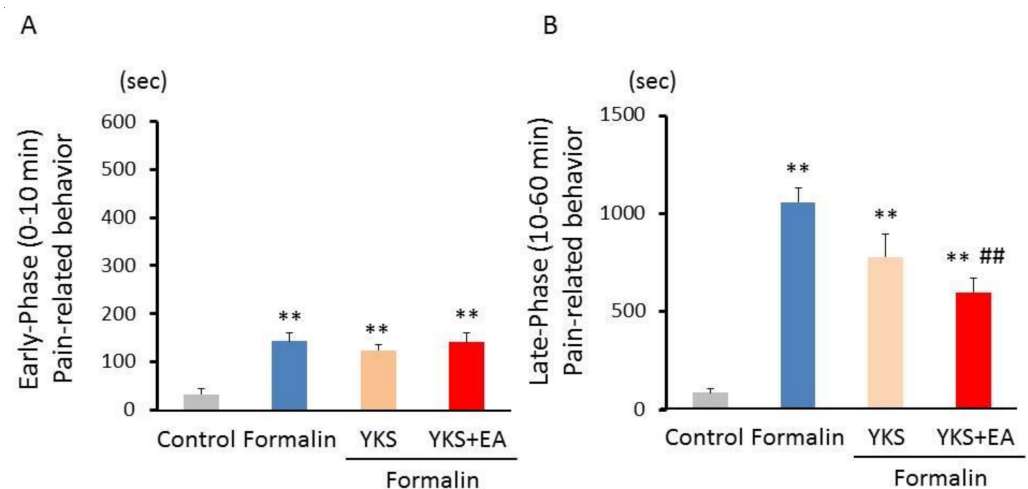 A
(sec)
Early-Phase (0-10 min)
Pain-related behavior
600
500
400
300
200
100
0
**
**
**
Control Formalin YKS YKS+EA
Formalin
B
(sec)
Late-Phase (10-60 min)
Pain-related behavior
1500
1000
500
0
**
**
** ##
Control Formalin YKS YKS+EA
Formalin